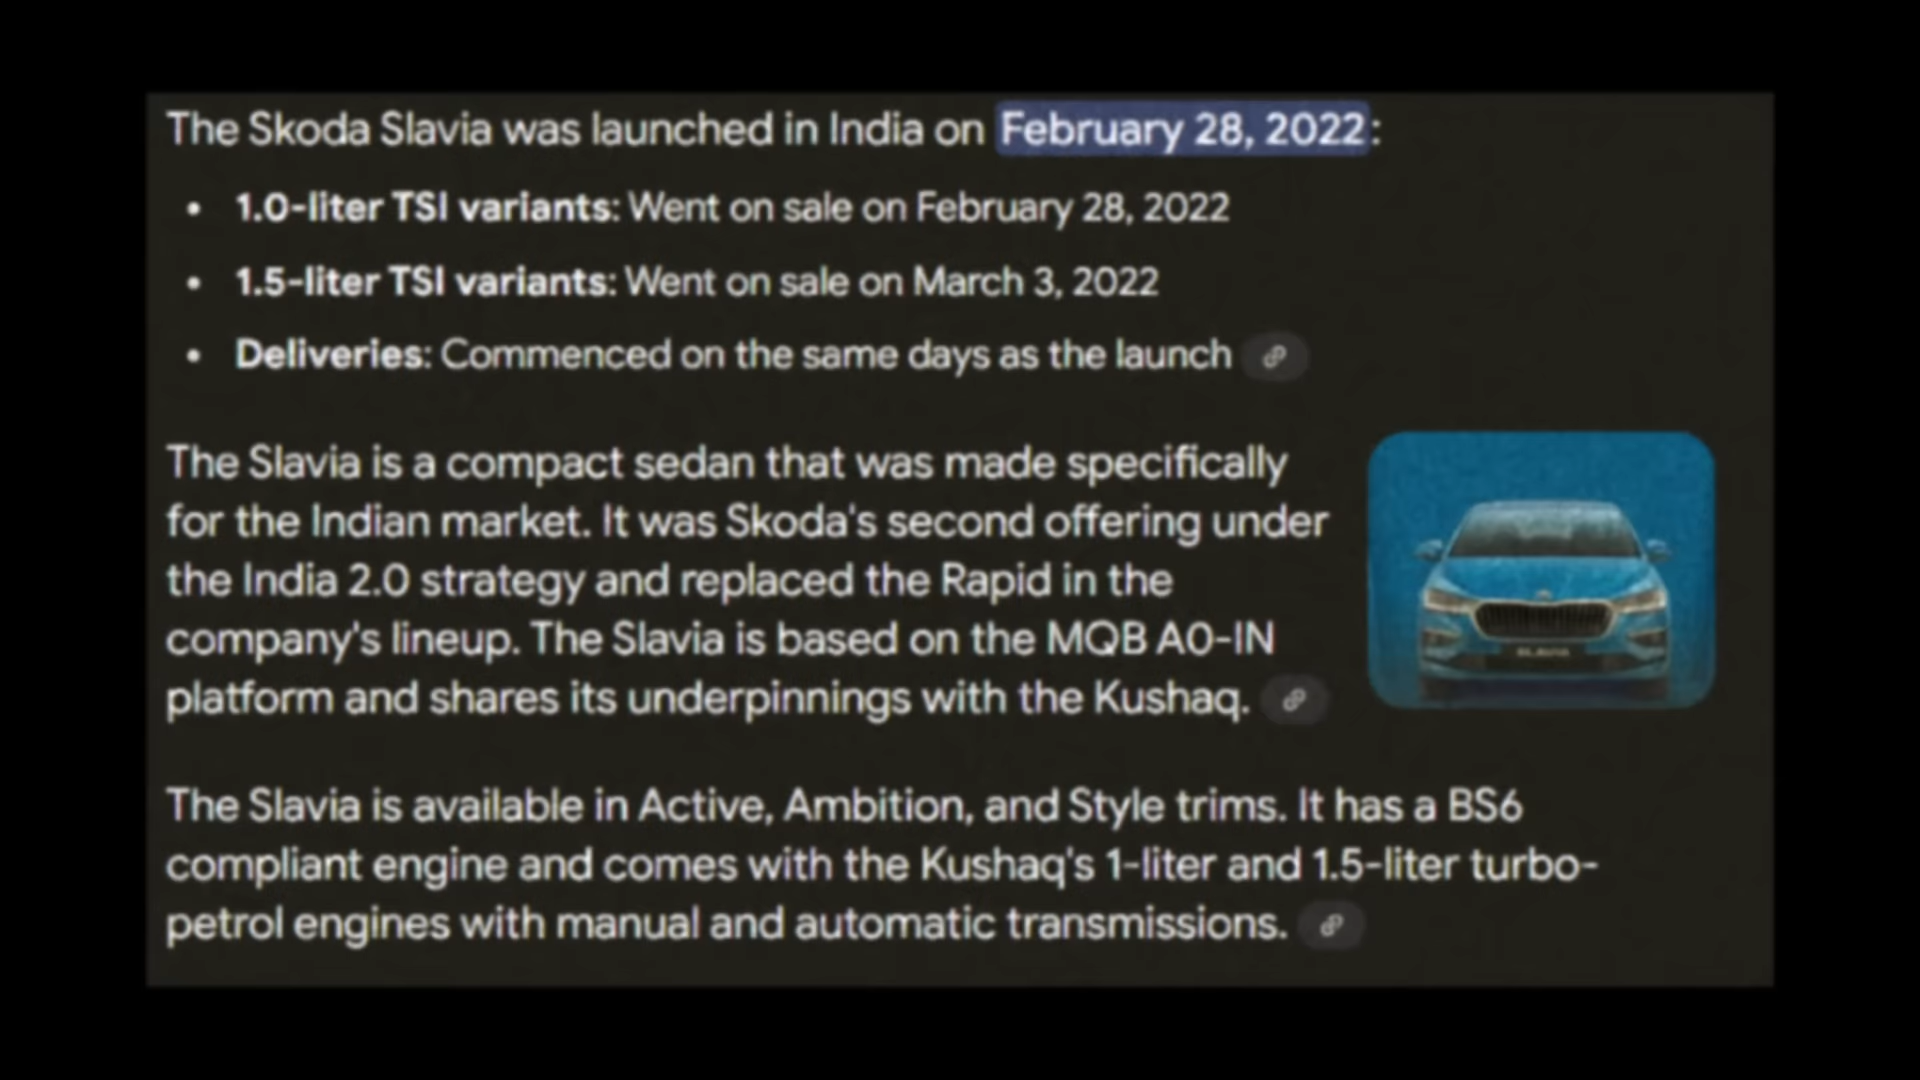 The Skoda Slavia was launched in India on February 28, 2022:
• 1.0-liter TSI variants: Went on sale on February 28, 2022
• 1.5-liter TSI variants: Went on sale on March 3, 2022
• Deliveries: Commenced on the same days as the launch
The Slavia is a compact sedan that was made specifically
for the Indian market. It was Skoda's second offering under
the India 2.0 strategy and replaced the Rapid in the
company's lineup. The Slavia is based on the MQB A0-IN
platform and shares its underpinnings with the Kushaq.
SLAVIA
The Slavia is available in Active, Ambition, and Style trims. It has a BS6
compliant engine and comes with the Kushaq's 1-liter and 1.5-liter turbo-
petrol engines with manual and automatic transmissions.